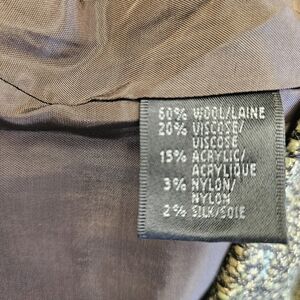 60% WOOL/LAINE
20% VISCOSE/
VISCOSE
15% ACRYLIC/
ACRYLIQUE
3% NYLON/
NYLON
2% SILK/SOIE